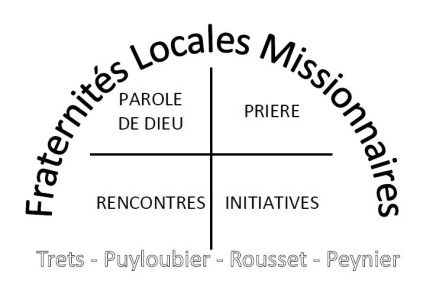 Fraternités Locales Missionnaires
PAROLE
DE DIEU
PRIERE
RENCONTRES
INITIATIVES
Trets - Puyloubier - Rousset - Peynier